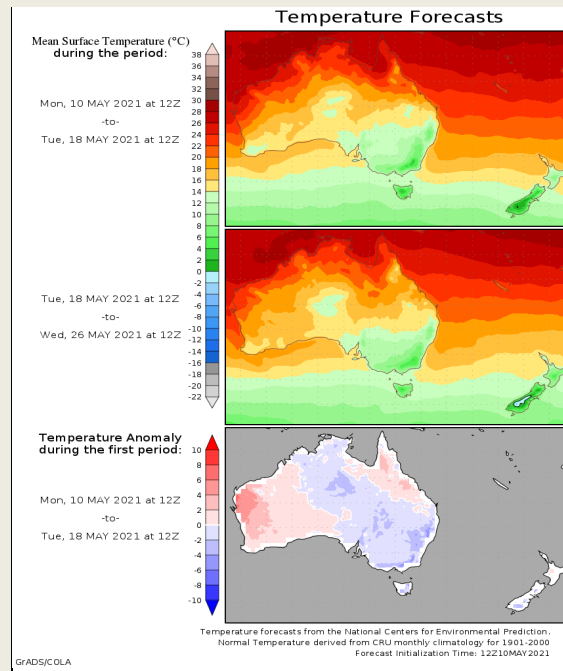 Temperature Forecasts
Mean Surface Temperature (°C)
during the period:
38
36
34
32
30
28
26
24
22
20
18
16
14
12
10
8
6
4
2
0
-2
-4
-6
-8
-10
-12
-14
-16
-18
-20
-22
Mon, 10 MAY 2021 at 12Z
-to-
Tue, 18 MAY 2021 at 12Z
Tue, 18 MAY 2021 at 12Z
-to-
Wed, 26 MAY 2021 at 12Z
Temperature Anomaly
during the first period:
10
8
6
4
2
0
-2
-4
-6
-8
-10
Mon, 10 MAY 2021 at 12Z
-to-
Tue, 18 MAY 2021 at 12Z
Temperature forecasts from the National Centers for Environmental Prediction.
Normal Temperature derived from CRU monthly climatology for 1901-2000
Forecast Initialization Time: 12Z10MAY2021
GrADS/COLA